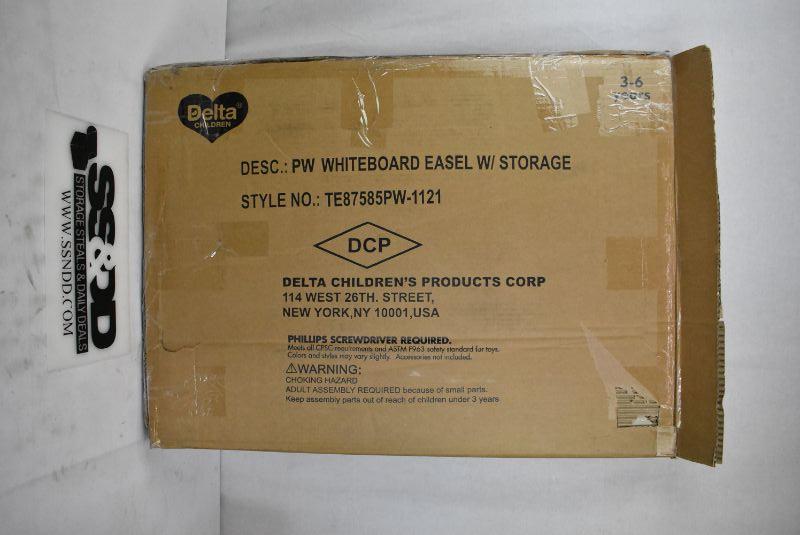 Delta®
CHILDREN
3-6
years
DESC.: PW WHITEBOARD EASEL W/ STORAGE
STYLE NO.: TE87585PW-1121
DCP
DELTA CHILDREN'S PRODUCTS CORP
114 WEST 26TH. STREET,
NEW YORK,NY 10001,USA
PHILLIPS SCREWDRIVER REQUIRED.
Meets all CPSC requirements and ASTM F963 safety standard for toys.
Colors and styles may vary slightly. Accessories not included.
⚠WARNING:
CHOKING HAZARD
ADULT ASSEMBLY REQUIRED because of small parts.
Keep assembly parts out of reach of children under 3 years
SS&DD
STORAGE STEALS & DAILY DEALS
WWW.SSNDD.COM